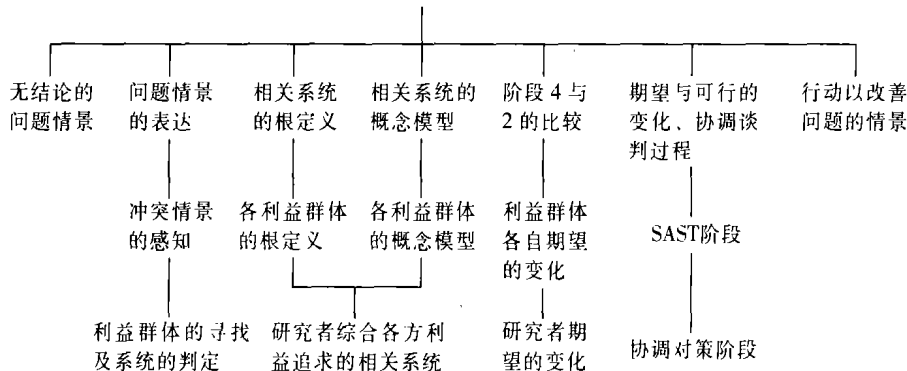 无结论的
问题情景
问题情景
的表达
相关系统
的根定义
相关系统的
概念模型
阶段 4 与
2 的比较
期望与可行的
变化、协调谈
判过程
行动以改善
问题的情景
冲突情景
的感知
各利益群体
的根定义
各利益群体
的概念模型
利益群体
各自期望
的变化
SAST阶段
利益群体的寻找
及系统的判定
研究者综合各方利
益追求的相关系统
研究者期
望的变化
协调对策阶段